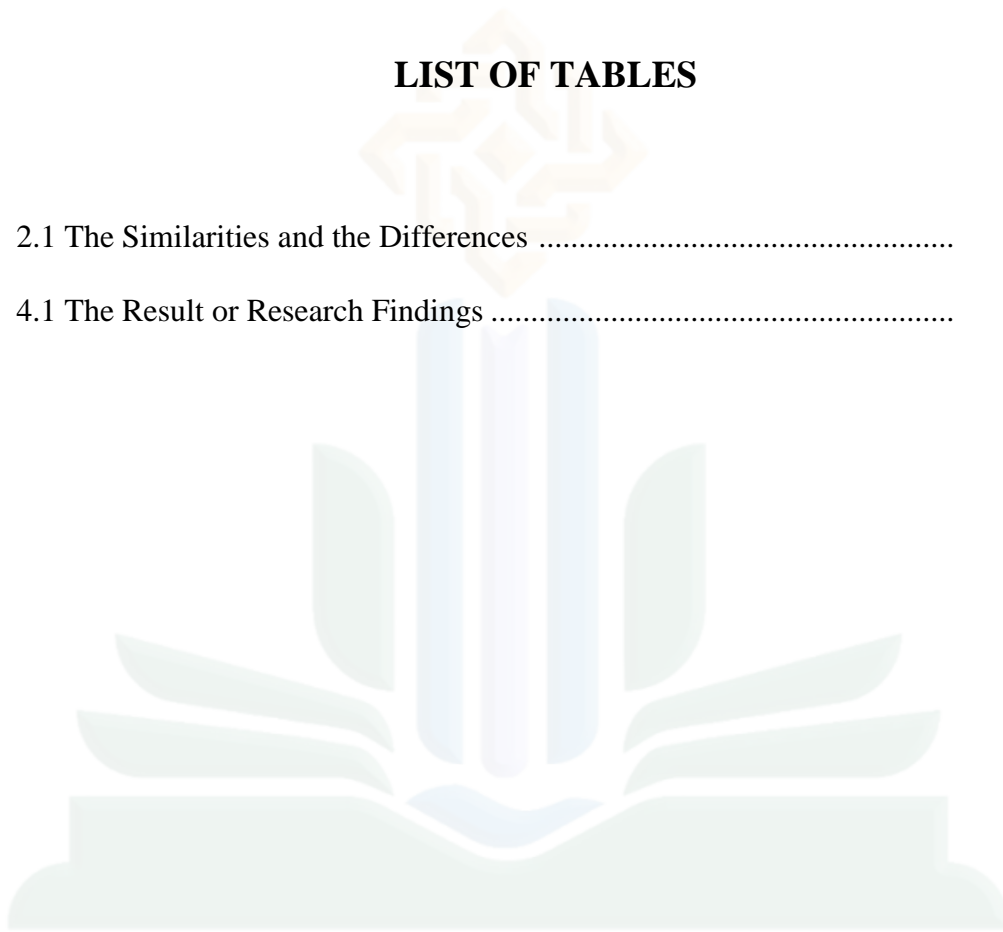 LIST OF TABLES
2.1 The Similarities and the Differences ....................................................
4.1 The Result or Research Findings ..........................................................